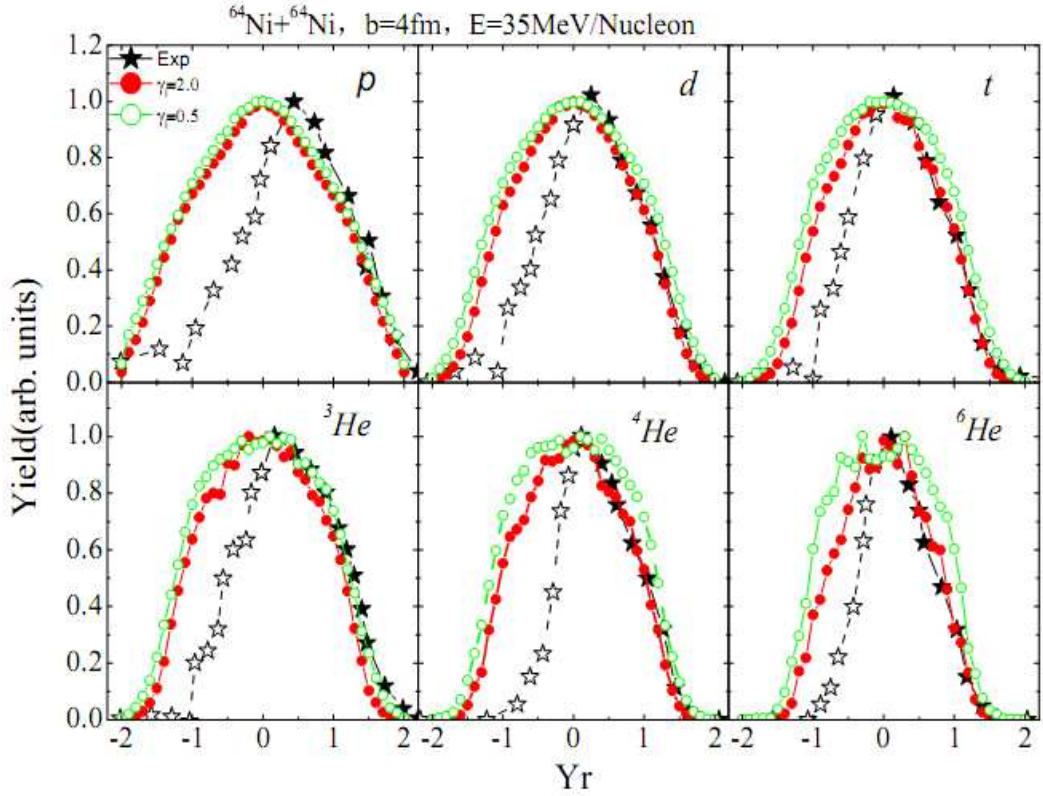 ⁶⁴Ni+⁶⁴Ni, b=4fm, E=35MeV/Nucleon
1.2
1.0
0.8
0.6
0.4
0.2
0.0
Exp
γᵢ=2.0
γᵢ=0.5
p
d
t
1.0
0.8
0.6
0.4
0.2
0.0
³He
⁴He
⁶He
Yield(arb. units)
-2 -1 0 1 2 -2 -1 0 1 2 -2 -1 0 1 2
Yr